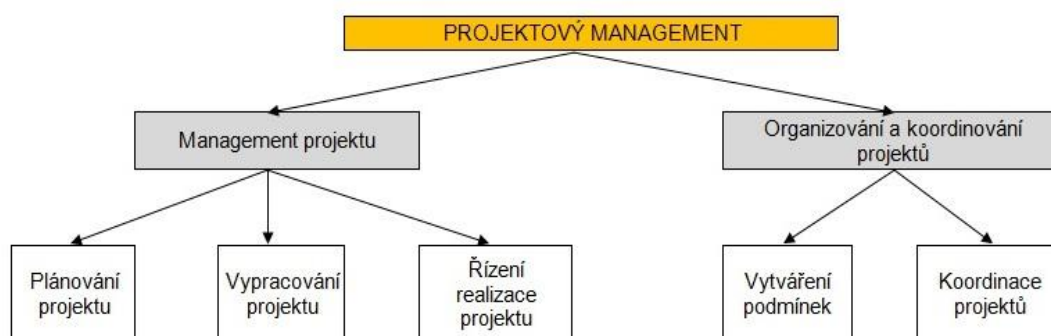 PROJEKTOVÝ MANAGEMENT
Management projektu
Organizování a koordinování
projektů
Plánování
projektu
Vypracování
projektu
Řízení
realizace
projektu
Vytváření
podmínek
Koordinace
projektů